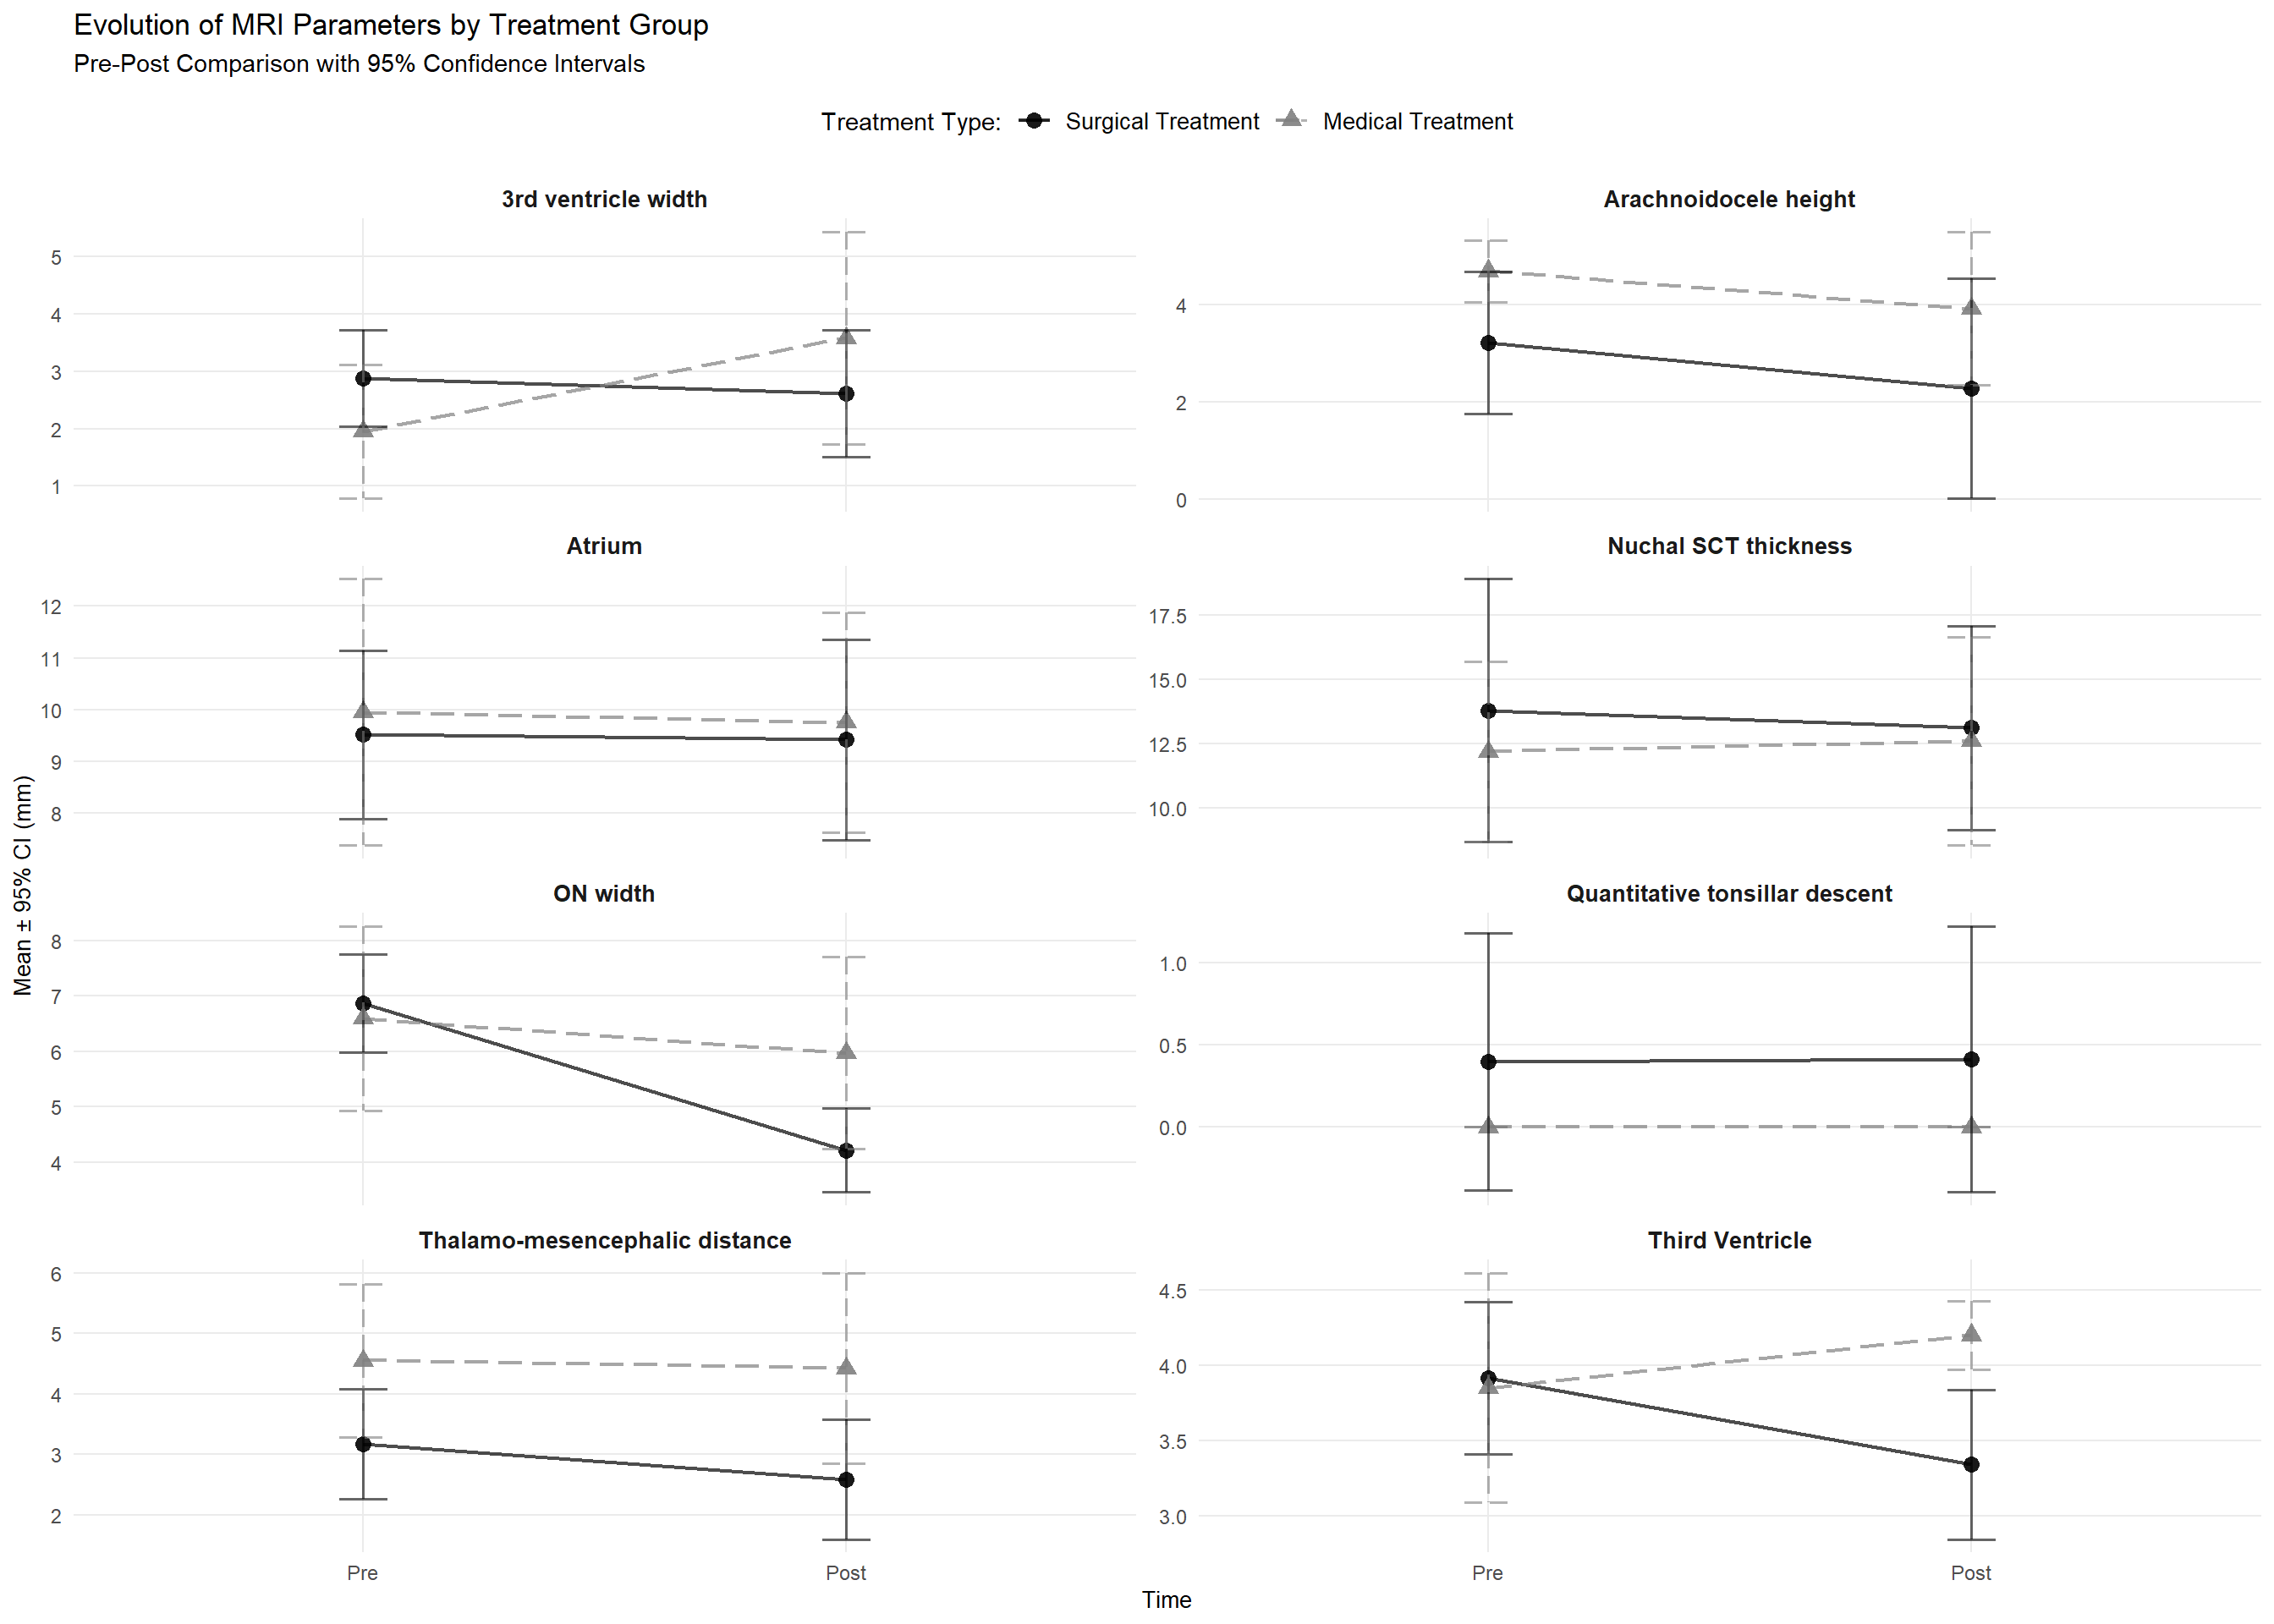 Evolution of MRI Parameters by Treatment Group
Pre-Post Comparison with 95% Confidence Intervals
Treatment Type: Surgical Treatment Medical Treatment
3rd ventricle width
5
4
3
2
1
Arachnoidocele height
4
2
0
Atrium
12
11
10
9
8
Nuchal SCT thickness
17.5
15.0
12.5
10.0
Mean ± 95% CI (mm)
ON width
8
7
6
5
4
Quantitative tonsillar descent
1.0
0.5
0.0
Thalamo-mesencephalic distance
6
5
4
3
2
Third Ventricle
4.5
4.0
3.5
3.0
Pre Post
Pre Post
Time